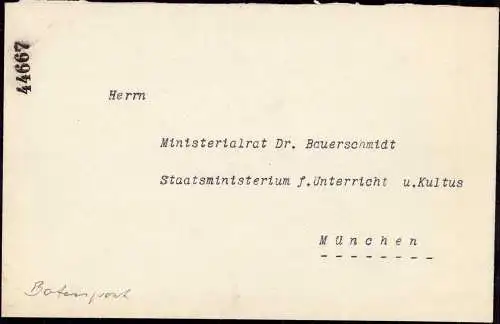 44667
Herrn
Ministerialrat Dr. Bauerschmidt
Staatsministerium f.Unterricht u.Kultus
München
--------
Botenpost